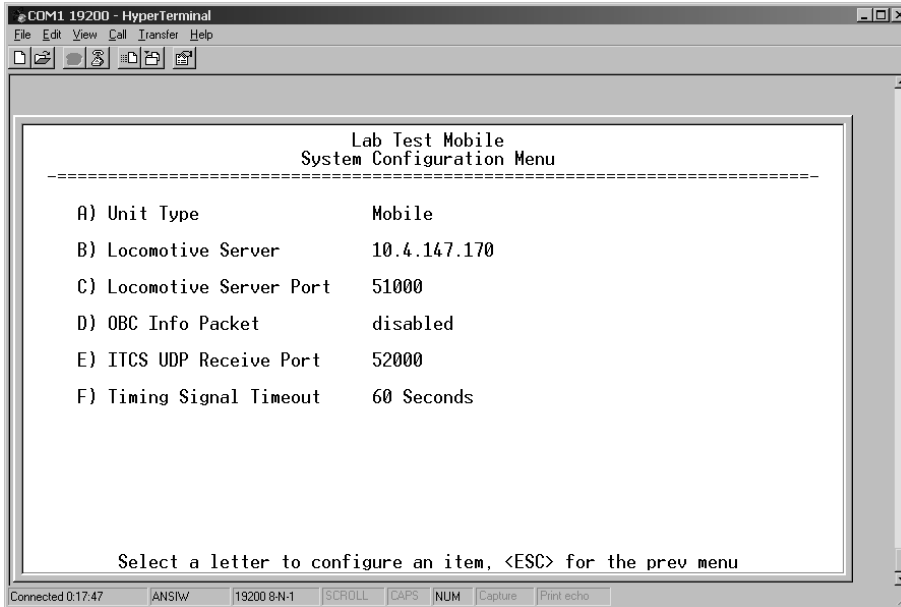 COM1 19200 - HyperTerminal
File Edit View Call Transfer Help
Lab Test Mobile
System Configuration Menu
A) Unit Type Mobile
B) Locomotive Server 10.4.147.170
C) Locomotive Server Port 51000
D) OBC Info Packet disabled
E) ITCS UDP Receive Port 52000
F) Timing Signal Timeout 60 Seconds
Select a letter to configure an item, <ESC> for the prev menu
Connected 0:17:47 ANSIW 19200 8-N-1 SCROLL CAPS NUM Capture Print echo